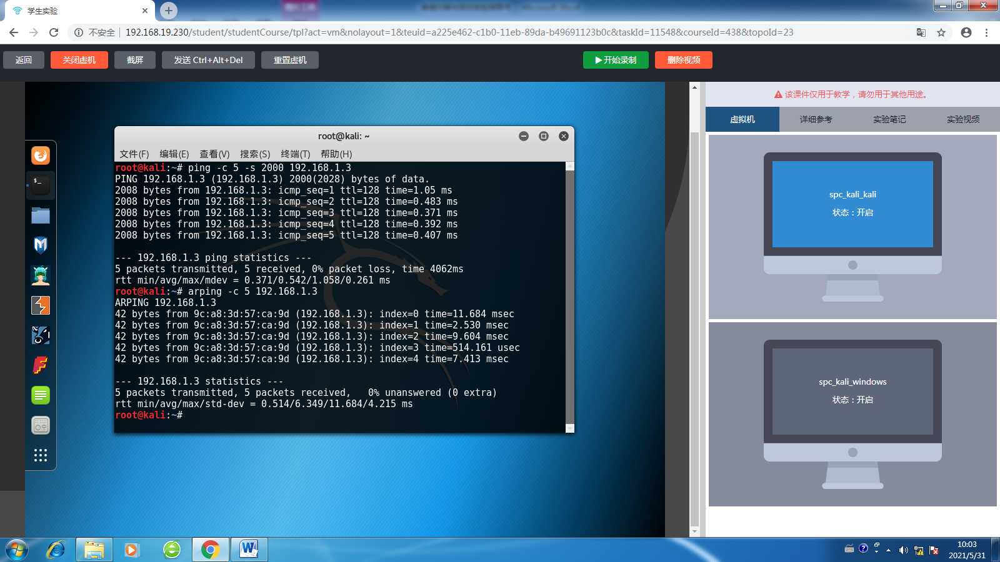 学生实验
不安全 192.168.19.230/student/studentCourse/tpl?act=vm&nolayout=1&teuid=a225e462-c1b0-11eb-89da-b49691123b0c&taskId=11548&courseId=438&topoId=23
返回 关闭虚机 截屏 发送 Ctrl+Alt+Del 重置虚机 开始录制 删除视频
该课件仅用于教学，请勿用于其他用途。
虚拟机 详细参考 实验笔记 实验视频
root@kali: ~
文件(F) 编辑(E) 查看(V) 搜索(S) 终端(T) 帮助(H)
root@kali:~# ping -c 5 -s 2000 192.168.1.3
PING 192.168.1.3 (192.168.1.3) 2000(2028) bytes of data.
2008 bytes from 192.168.1.3: icmp_seq=1 ttl=128 time=1.05 ms
2008 bytes from 192.168.1.3: icmp_seq=2 ttl=128 time=0.483 ms
2008 bytes from 192.168.1.3: icmp_seq=3 ttl=128 time=0.371 ms
2008 bytes from 192.168.1.3: icmp_seq=4 ttl=128 time=0.392 ms
2008 bytes from 192.168.1.3: icmp_seq=5 ttl=128 time=0.407 ms
--- 192.168.1.3 ping statistics ---
5 packets transmitted, 5 received, 0% packet loss, time 4062ms
rtt min/avg/max/mdev = 0.371/0.542/1.058/0.261 ms
root@kali:~# arping -c 5 192.168.1.3
ARPING 192.168.1.3
42 bytes from 9c:a8:3d:57:ca:9d (192.168.1.3): index=0 time=11.684 msec
42 bytes from 9c:a8:3d:57:ca:9d (192.168.1.3): index=1 time=2.530 msec
42 bytes from 9c:a8:3d:57:ca:9d (192.168.1.3): index=2 time=9.604 msec
42 bytes from 9c:a8:3d:57:ca:9d (192.168.1.3): index=3 time=514.161 usec
42 bytes from 9c:a8:3d:57:ca:9d (192.168.1.3): index=4 time=7.413 msec
--- 192.168.1.3 statistics ---
5 packets transmitted, 5 packets received,   0% unanswered (0 extra)
rtt min/avg/max/std-dev = 0.514/6.349/11.684/4.215 ms
root@kali:~#
spc_kali_kali
状态：开启
spc_kali_windows
状态：开启
10:03
2021/5/31